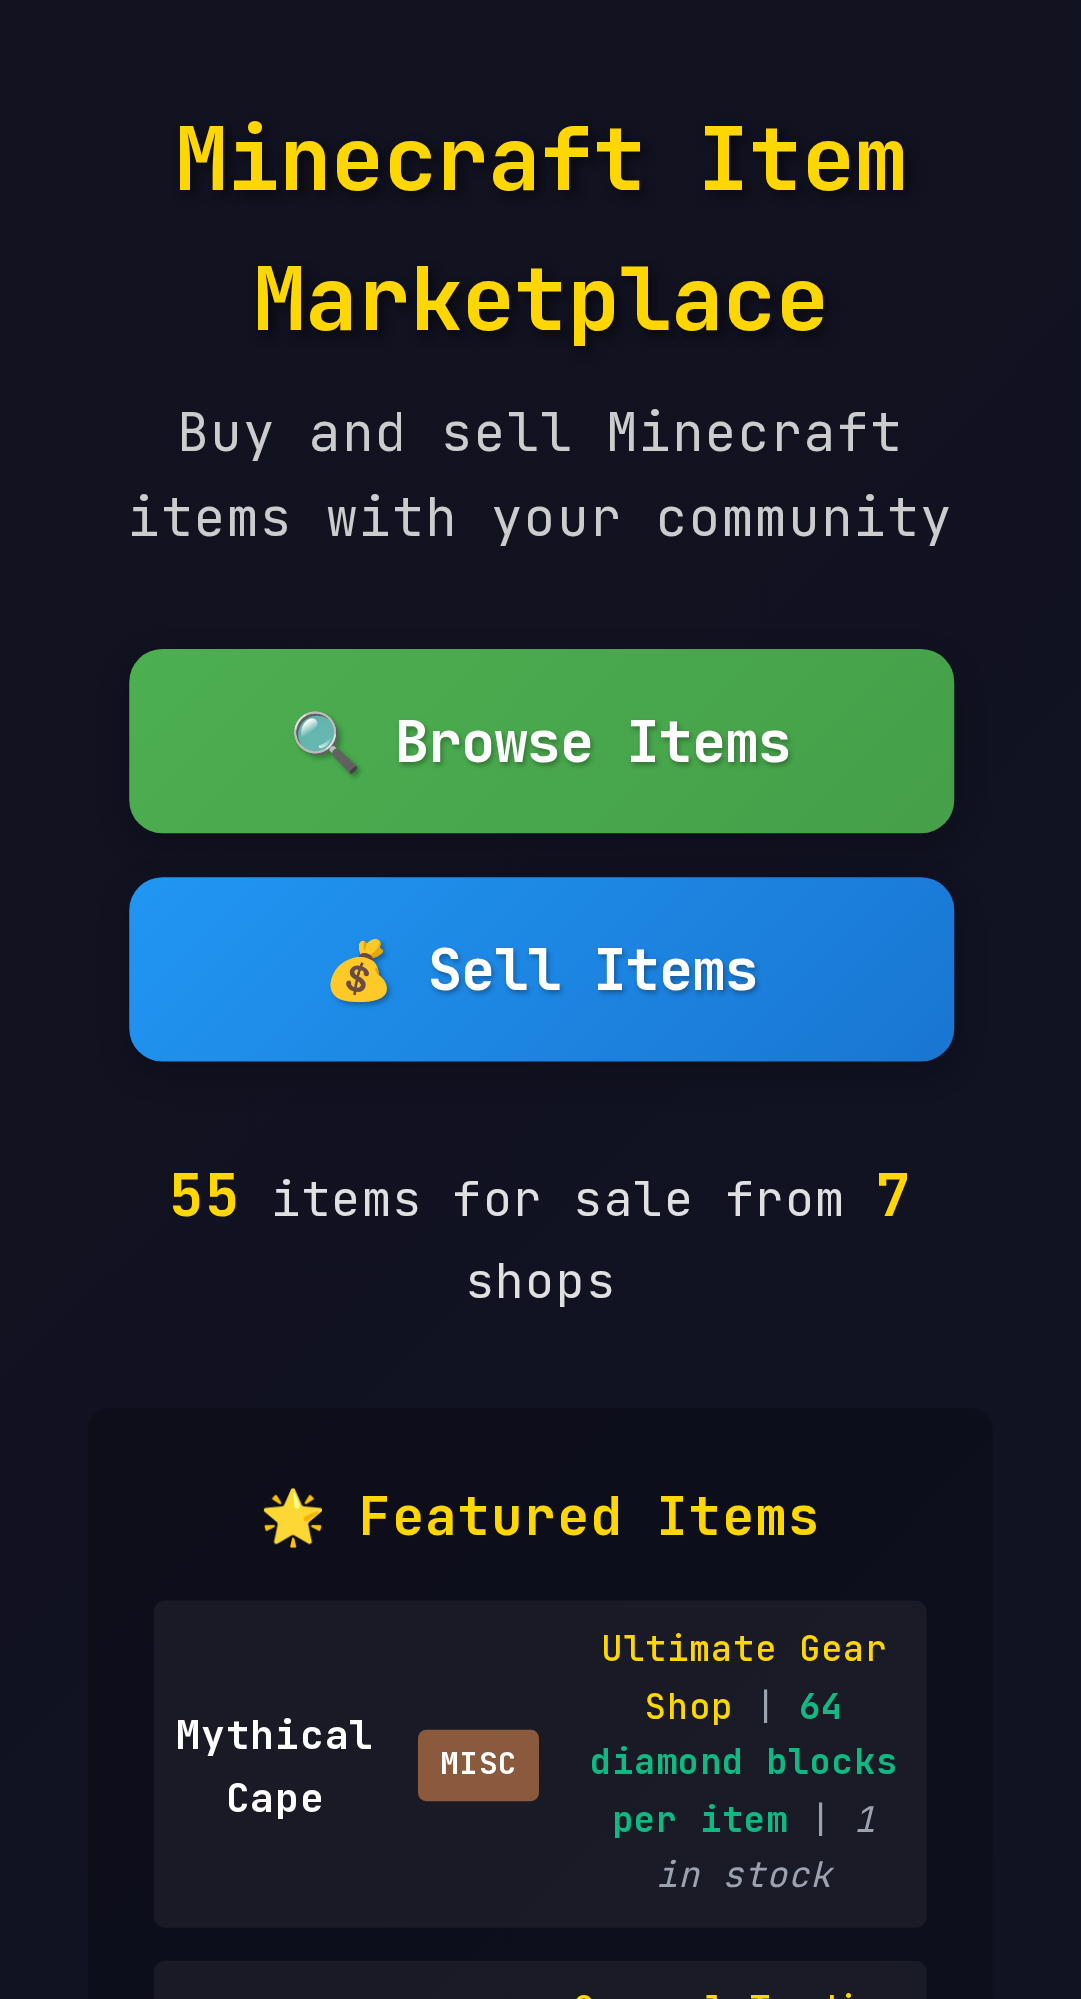 Minecraft Item
Marketplace
Buy and sell Minecraft
items with your community
🔍 Browse Items
💰 Sell Items
55 items for sale from 7
shops
🌟 Featured Items
Mythical
Cape
MISC
Ultimate Gear
Shop | 64
diamond blocks
per item | 1
in stock